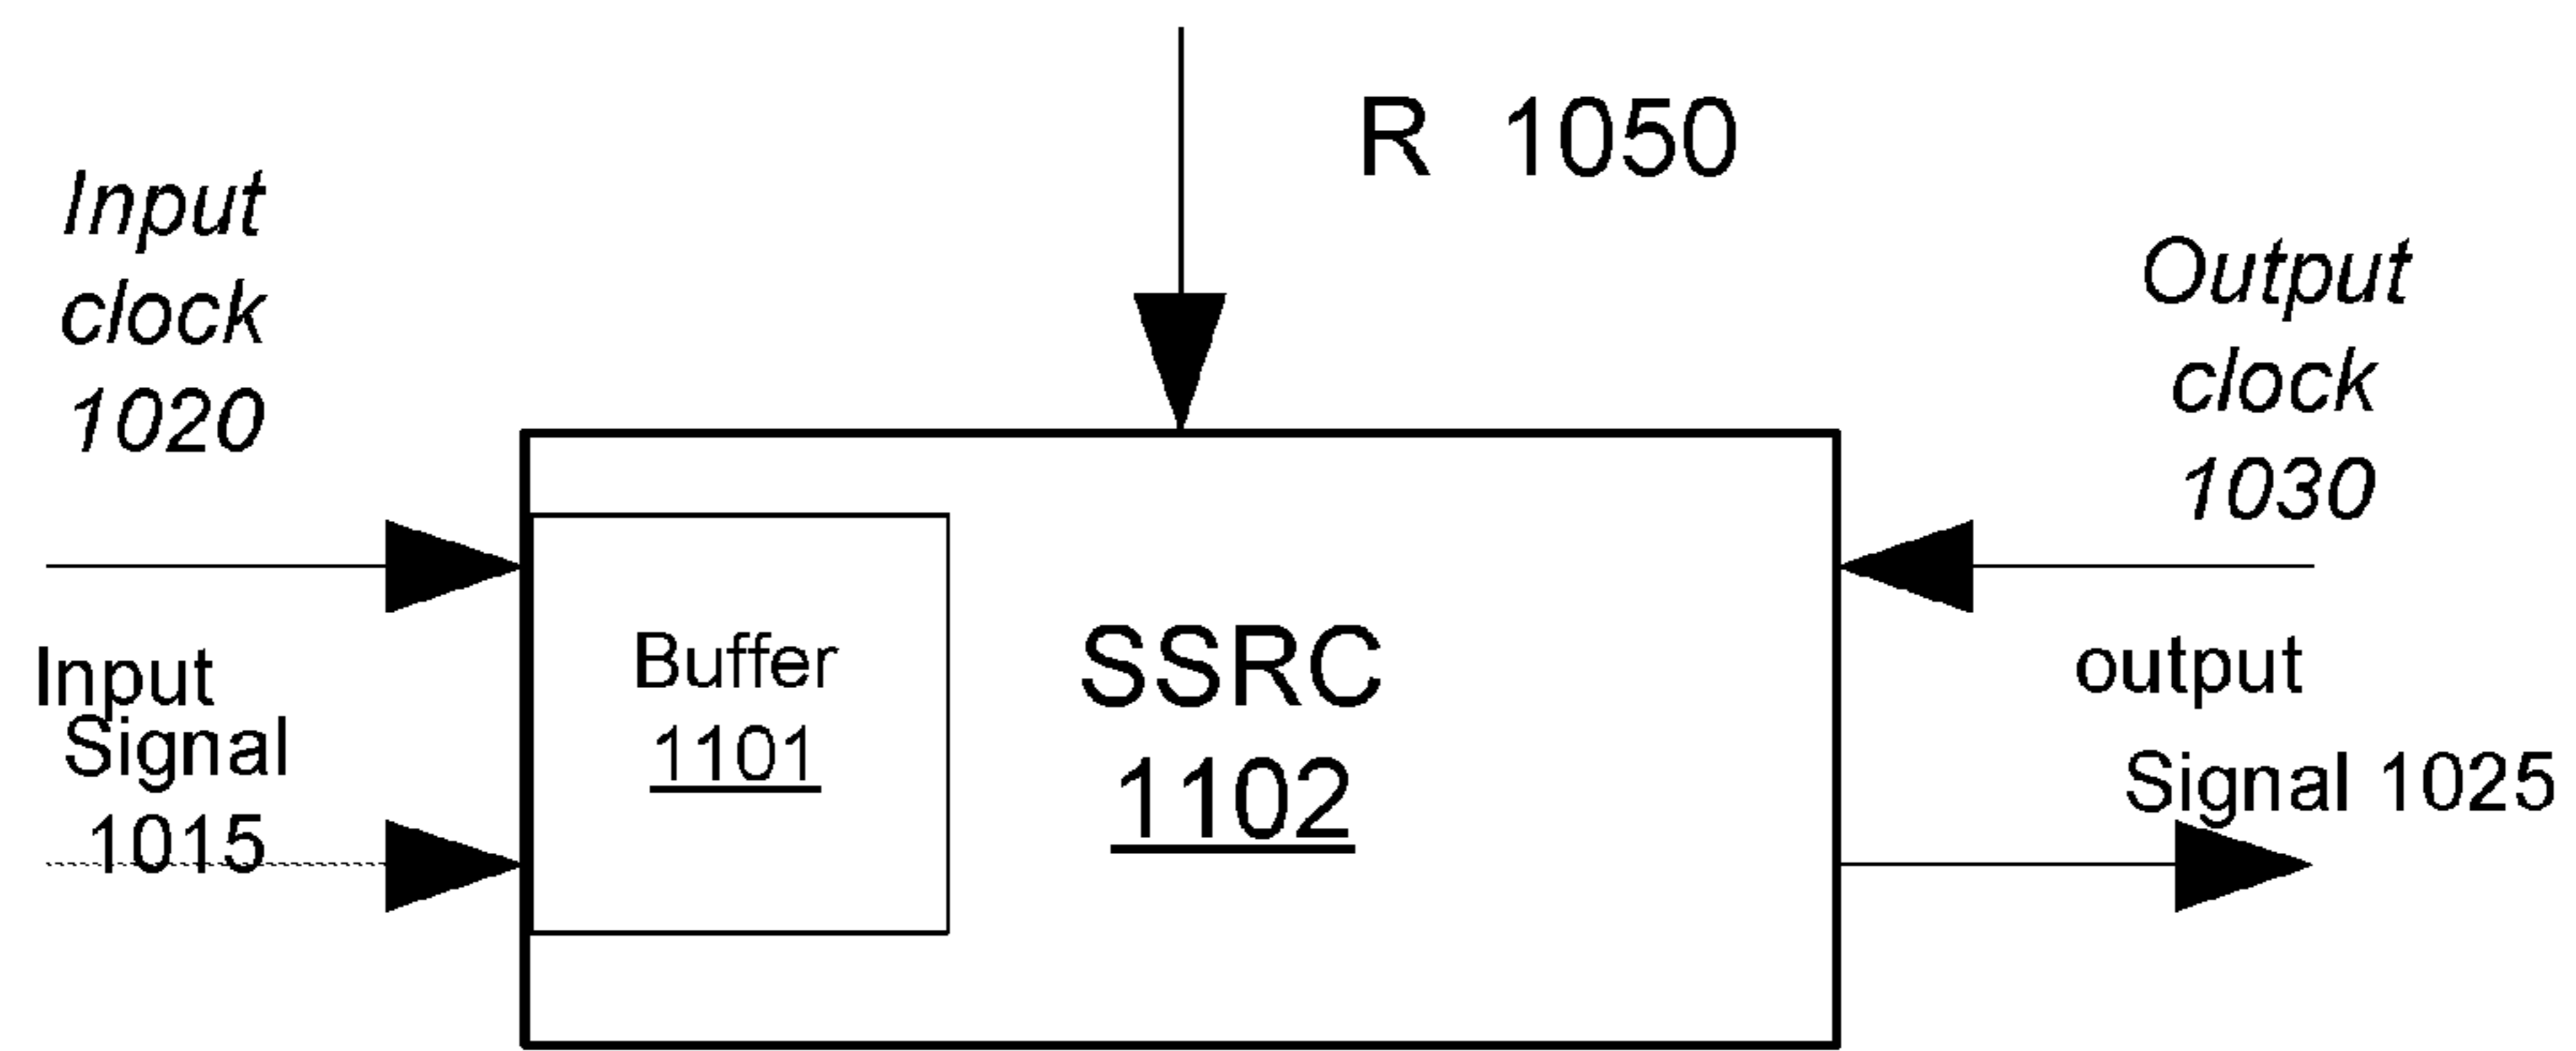 R 1050
Input
clock
1020
Output
clock
1030
Input
Signal
1015
Buffer
1101
SSRC
1102
output
Signal 1025